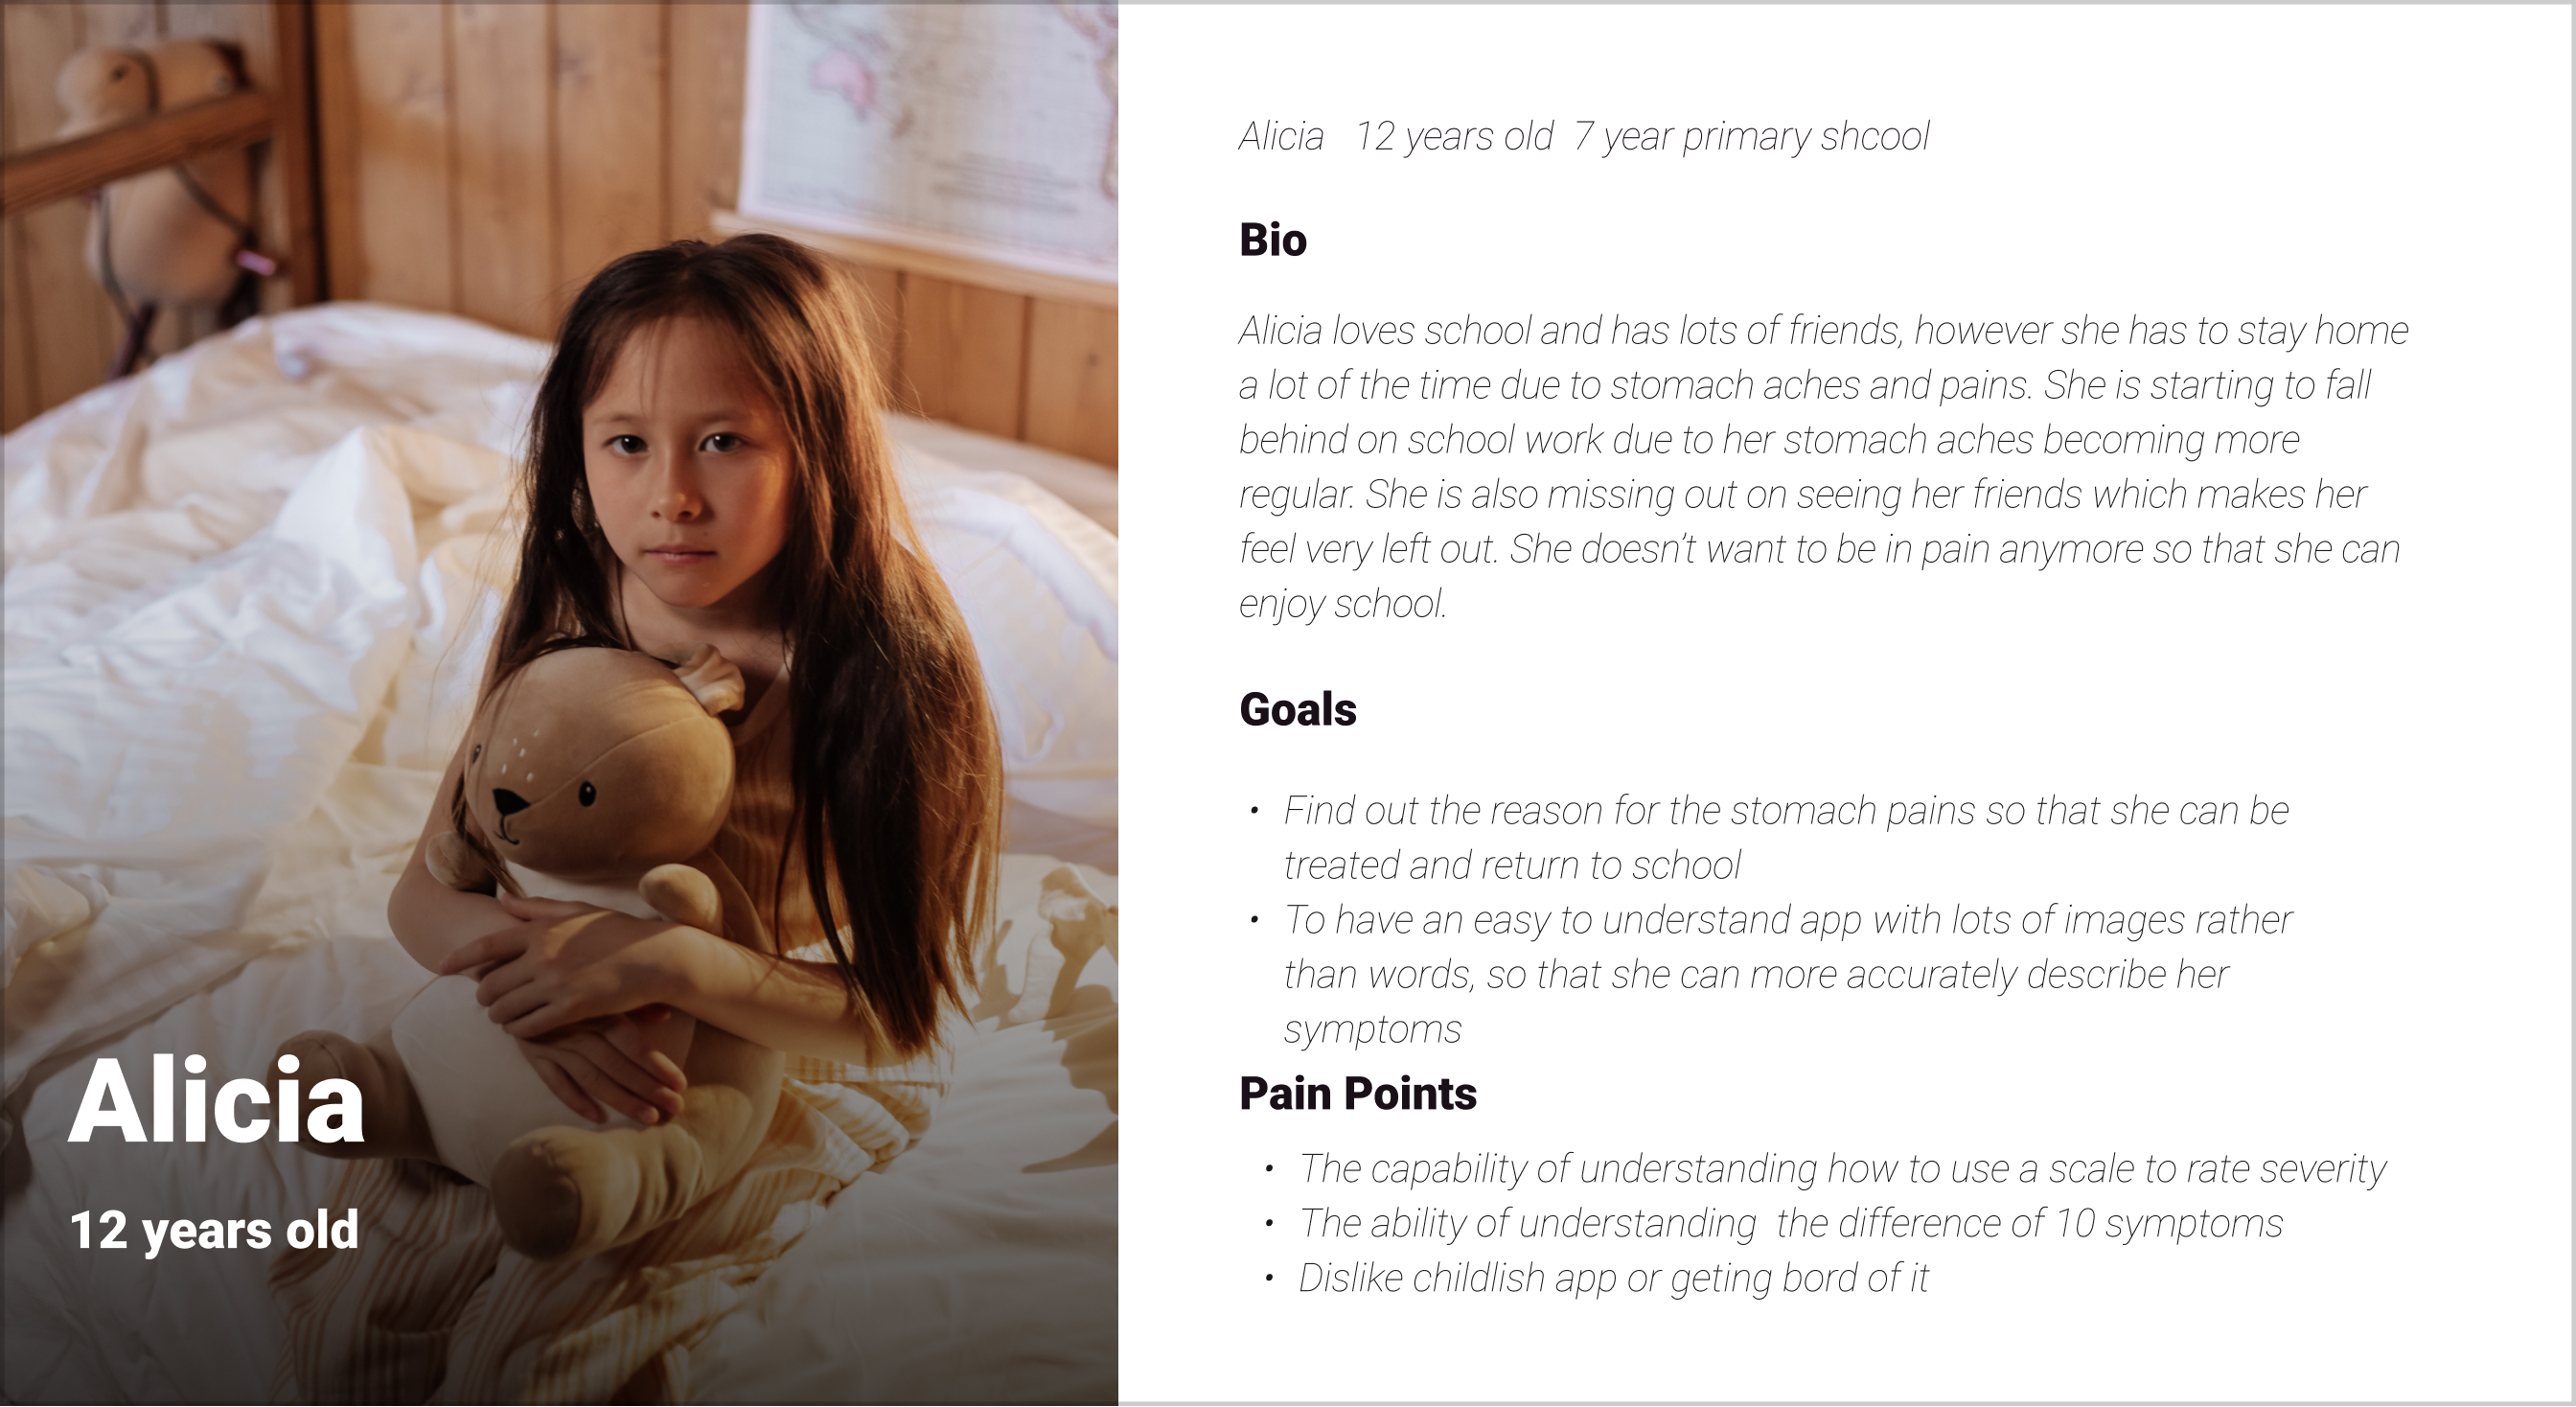 Alicia
12 years old
Alicia 12 years old 7 year primary shcool
Bio
Alicia loves school and has lots of friends, however she has to stay home
a lot of the time due to stomach aches and pains. She is starting to fall
behind on school work due to her stomach aches becoming more
regular. She is also missing out on seeing her friends which makes her
feel very left out. She doesn't want to be in pain anymore so that she can
enjoy school.
Goals
• Find out the reason for the stomach pains so that she can be
treated and return to school
• To have an easy to understand app with lots of images rather
than words, so that she can more accurately describe her
symptoms
Pain Points
• The capability of understanding how to use a scale to rate severity
• The ability of understanding the difference of 10 symptoms
• Dislike childlish app or geting bord of it